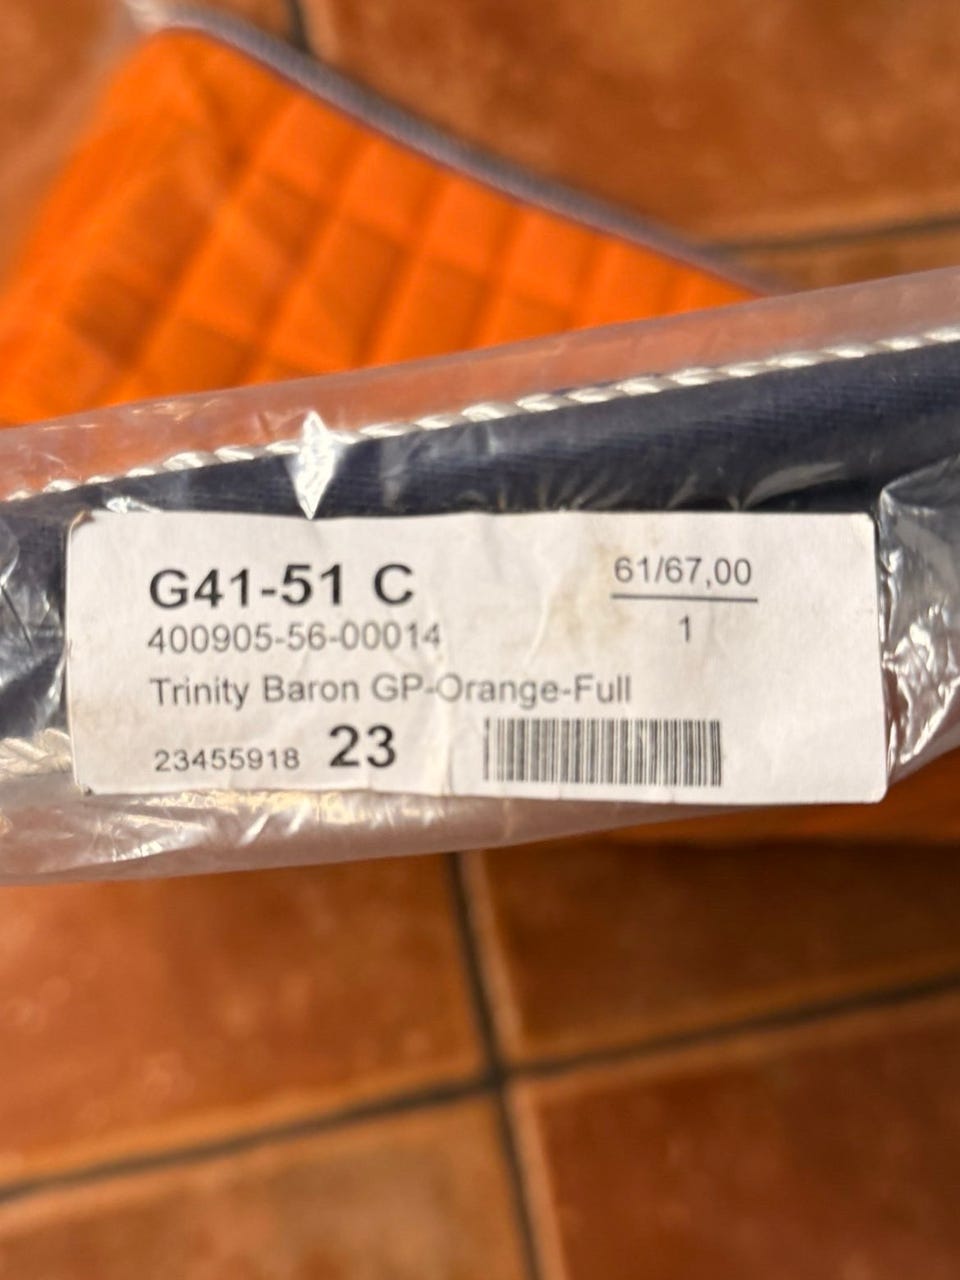 G41-51 C
61/67,00
1
400905-56-00014
Trinity Baron GP-Orange-Full
23455918 23